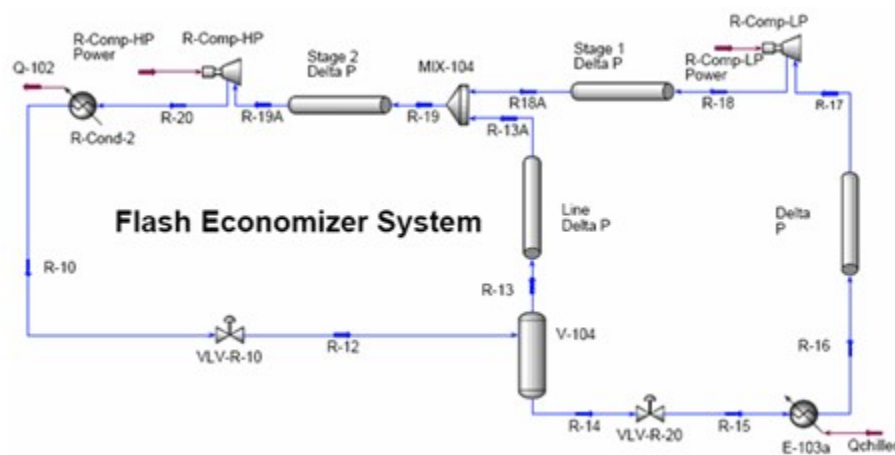 R-Comp-LP
R-Comp-HP
Power
R-Comp-HP
Stage 2
Delta P
MIX-104
Stage 1
Delta P
R-Comp-LP
Power
Q-102
R-20
R-19A
R-19
R18A
R-18
R-17
R-Cond-2
R-13A
Flash Economizer System
Line
Delta P
Delta
P
R-10
R-13
V-104
R-12
R-16
VLV-R-10
R-14
VLV-R-20
R-15
E-103a
Qchiller